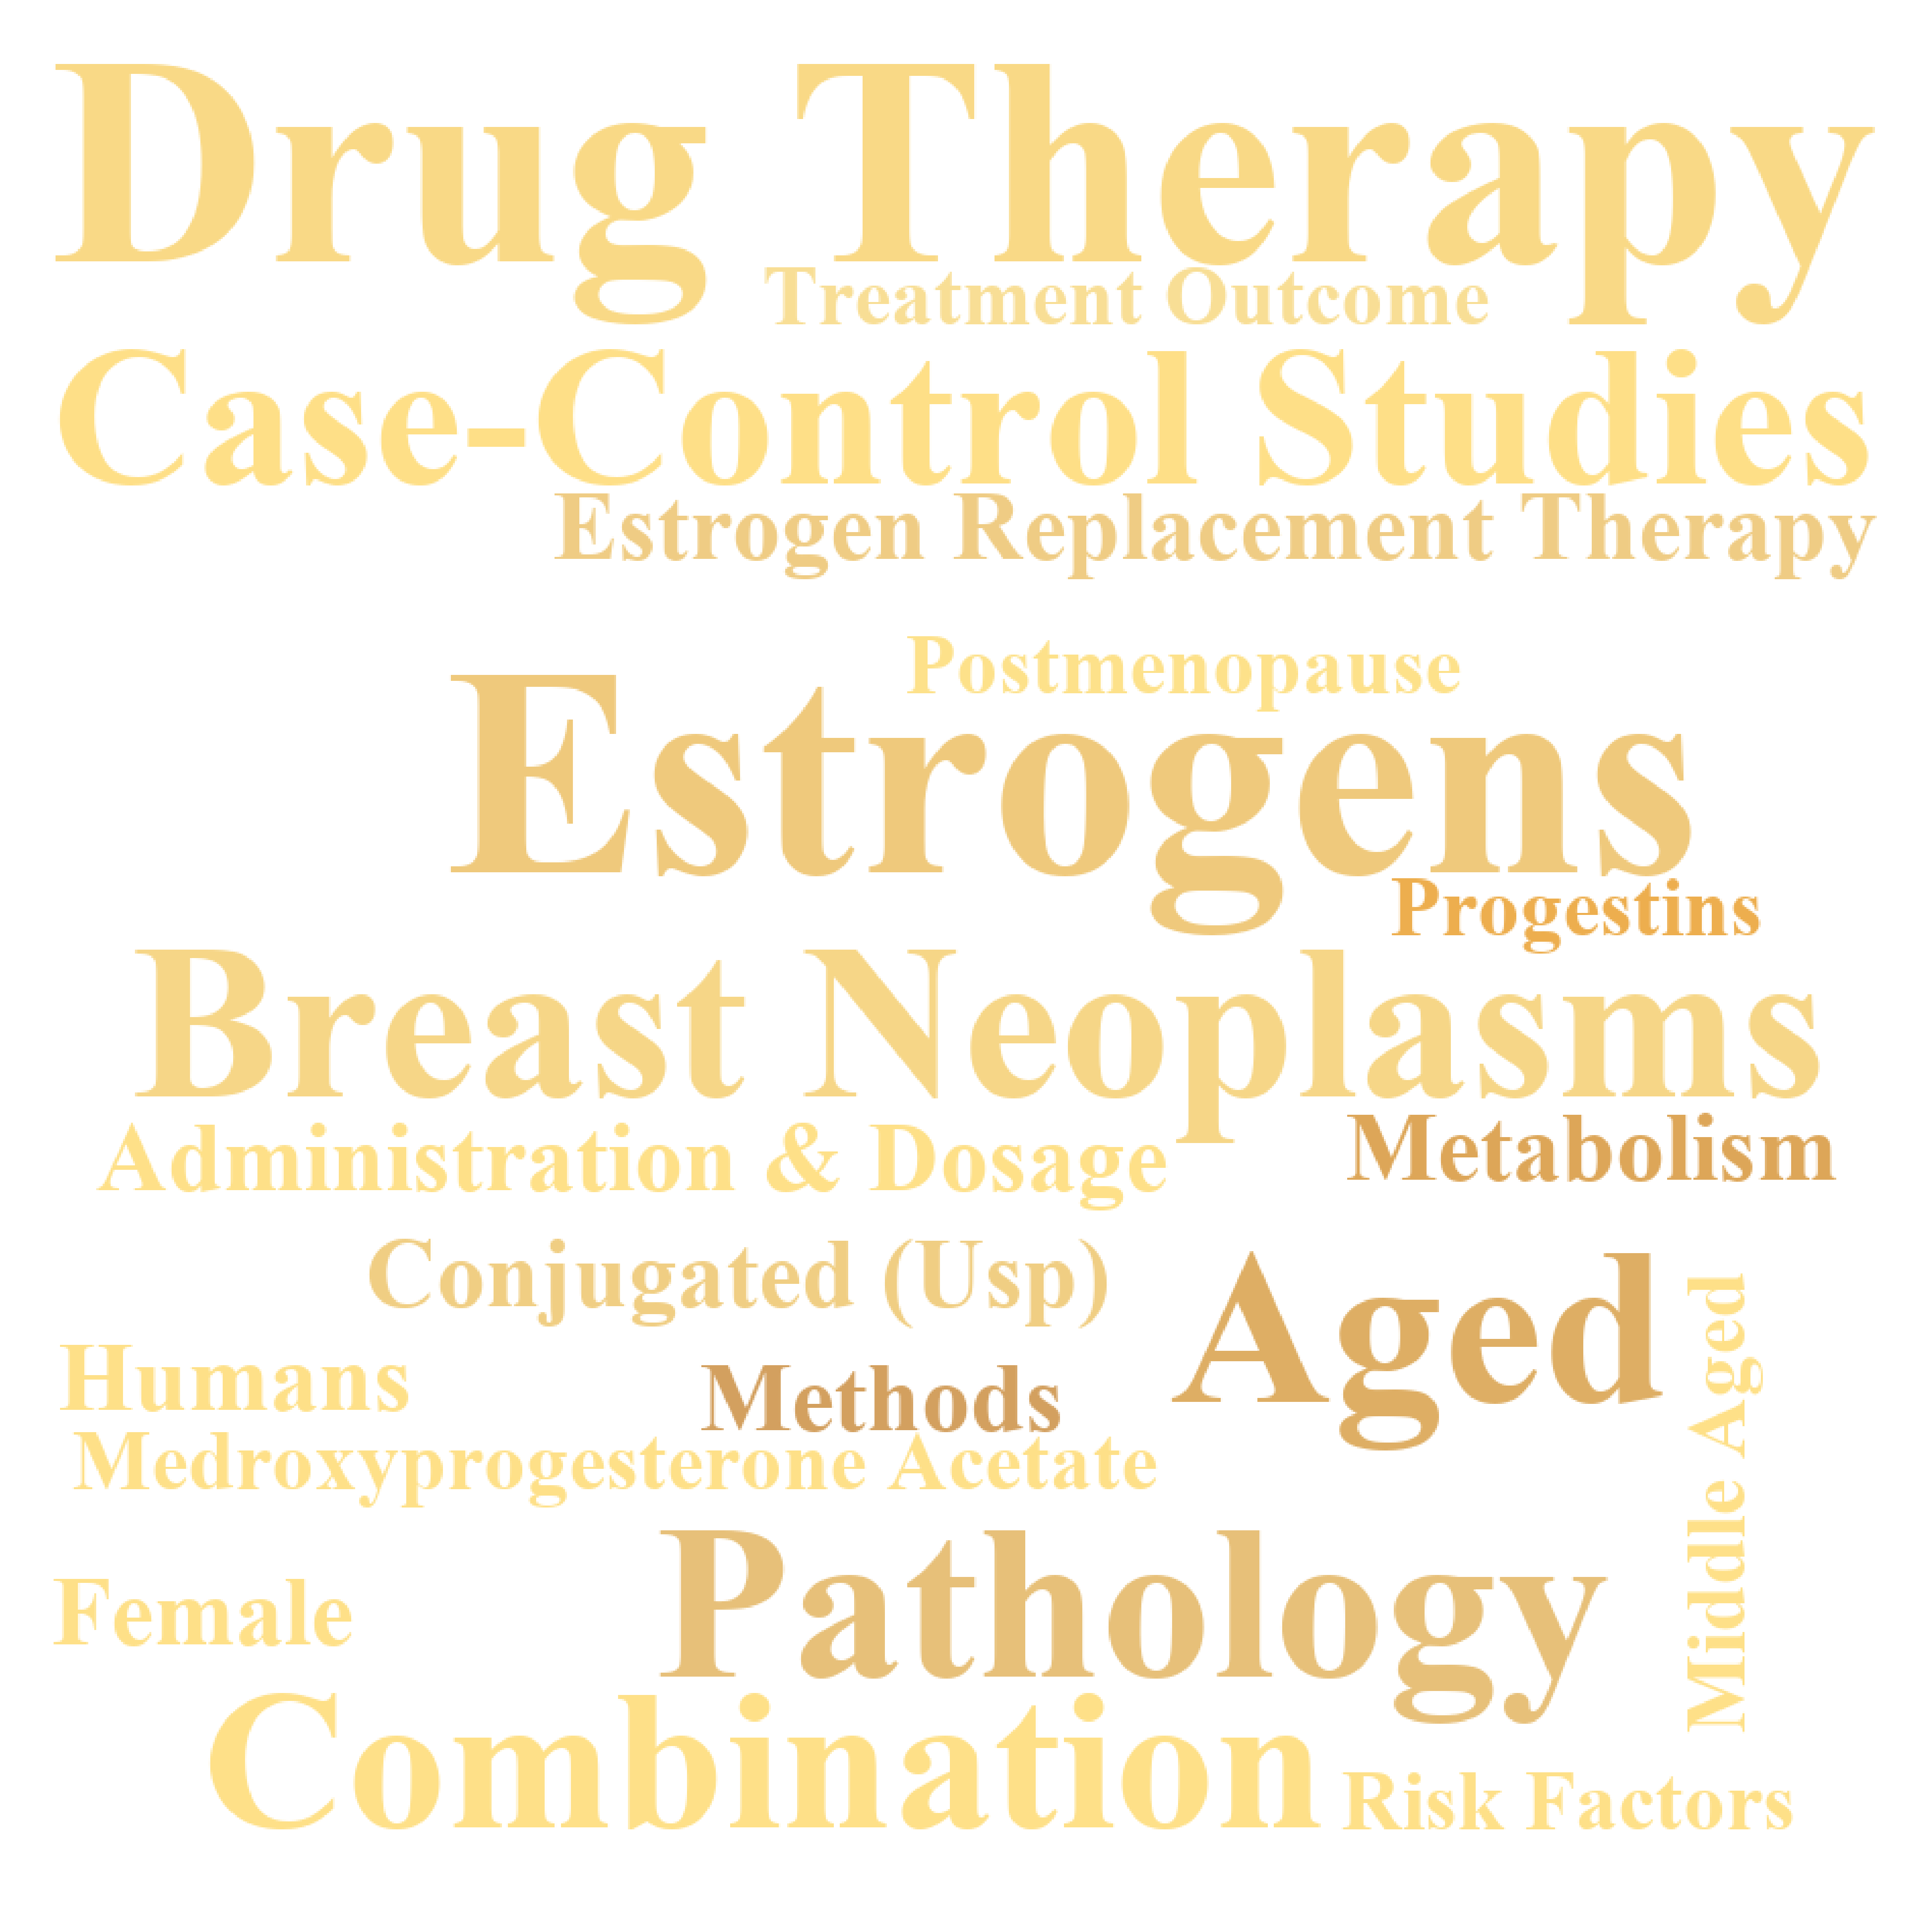 Drug Therapy
Treatment Outcome
Case-Control Studies
Estrogen Replacement Therapy
Postmenopause
Estrogens
Progestins
Breast Neoplasms
Administration & Dosage
Metabolism
Conjugated (Usp)
Aged
Middle Aged
Humans
Methods
Medroxyprogesterone Acetate
Pathology
Female
Combination
Risk Factors